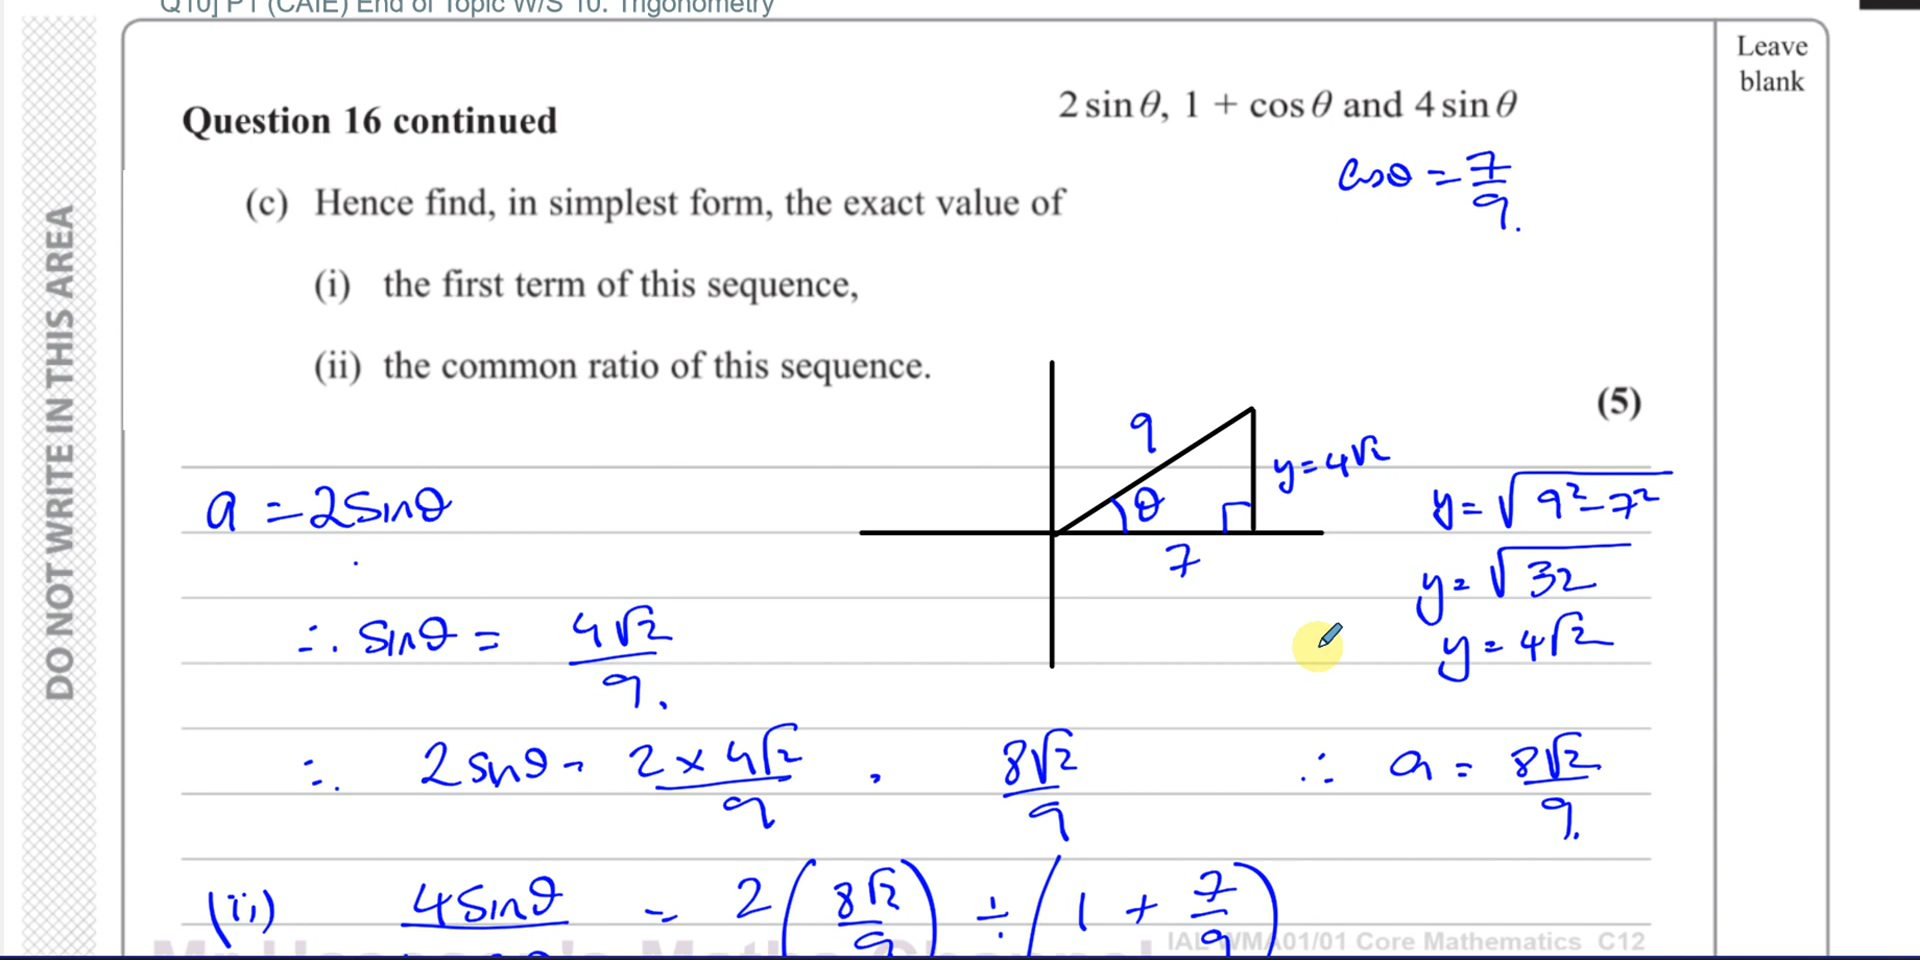 Q10] P1 (CAIE) End of Topic W/S 10: Trigonometry
Leave
blank
DO NOT WRITE IN THIS AREA
Question 16 continued
2 sin θ, 1 + cos θ and 4 sin θ
cosθ = 7/9.
(c) Hence find, in simplest form, the exact value of
(i) the first term of this sequence,
(ii) the common ratio of this sequence.
(5)
9
y = 4√2
θ
7
a = 2sinθ
y = √9² - 7²
y = √32
y = 4√2
∴ sinθ = 4√2/9.
∴ 2sinθ = 2 × 4√2/9 , 8√2/9 ∴ a = 8√2/9.
(ii) 4sinθ = 2(8√2/9) ÷ (1 + 7/9)
IAL WMA01/01 Core Mathematics C12